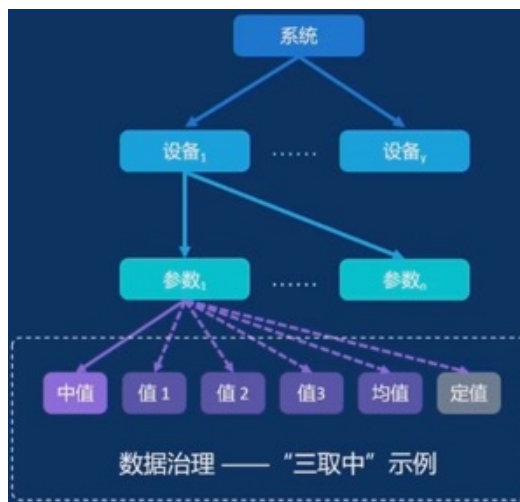 系统
设备₁ …… 设备ᵧ
参数₁ …… 参数ₙ
中值 值1 值2 值3 均值 定值
数据治理 —— “三取中”示例